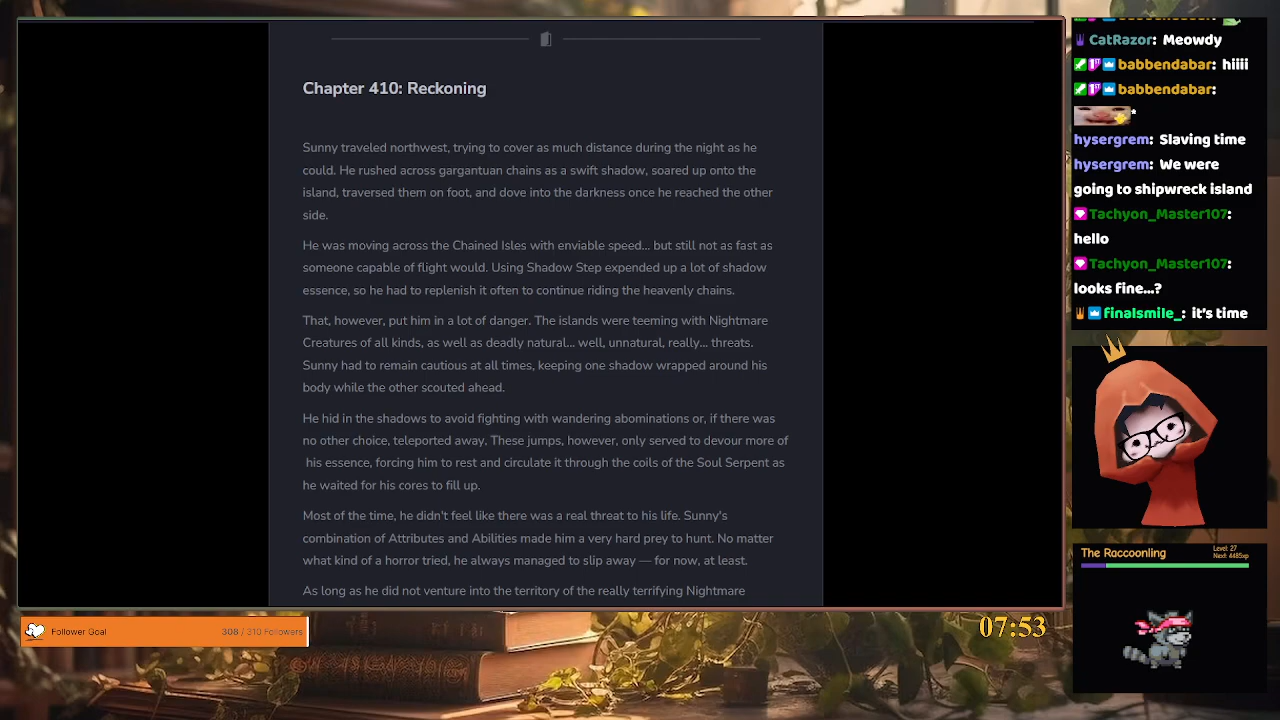 Chapter 410: Reckoning
Sunny traveled northwest, trying to cover as much distance during the night as he
could. He rushed across gargantuan chains as a swift shadow, soared up onto the
island, traversed them on foot, and dove into the darkness once he reached the other
side.
He was moving across the Chained Isles with enviable speed... but still not as fast as
someone capable of flight would. Using Shadow Step expended up a lot of shadow
essence, so he had to replenish it often to continue riding the heavenly chains.
That, however, put him in a lot of danger. The islands were teeming with Nightmare
Creatures of all kinds, as well as deadly natural... well, unnatural, really... threats.
Sunny had to remain cautious at all times, keeping one shadow wrapped around his
body while the other scouted ahead.
He hid in the shadows to avoid fighting with wandering abominations or, if there was
no other choice, teleported away. These jumps, however, only served to devour more of
his essence, forcing him to rest and circulate it through the coils of the Soul Serpent as
he waited for his cores to fill up.
Most of the time, he didn't feel like there was a real threat to his life. Sunny's
combination of Attributes and Abilities made him a very hard prey to hunt. No matter
what kind of a horror tried, he always managed to slip away — for now, at least.
As long as he did not venture into the territory of the really terrifying Nightmare
CatRazor: Meowdy
babbendabar: hiiii
babbendabar:
hysergrem: Slaving time
hysergrem: We were
going to shipwreck island
Tachyon_Master107:
hello
Tachyon_Master107:
looks fine...?
finalsmile_: it's time
The Raccoonling
Level: 27
Next: 4485xp
Follower Goal
308 / 310 Followers
07:53